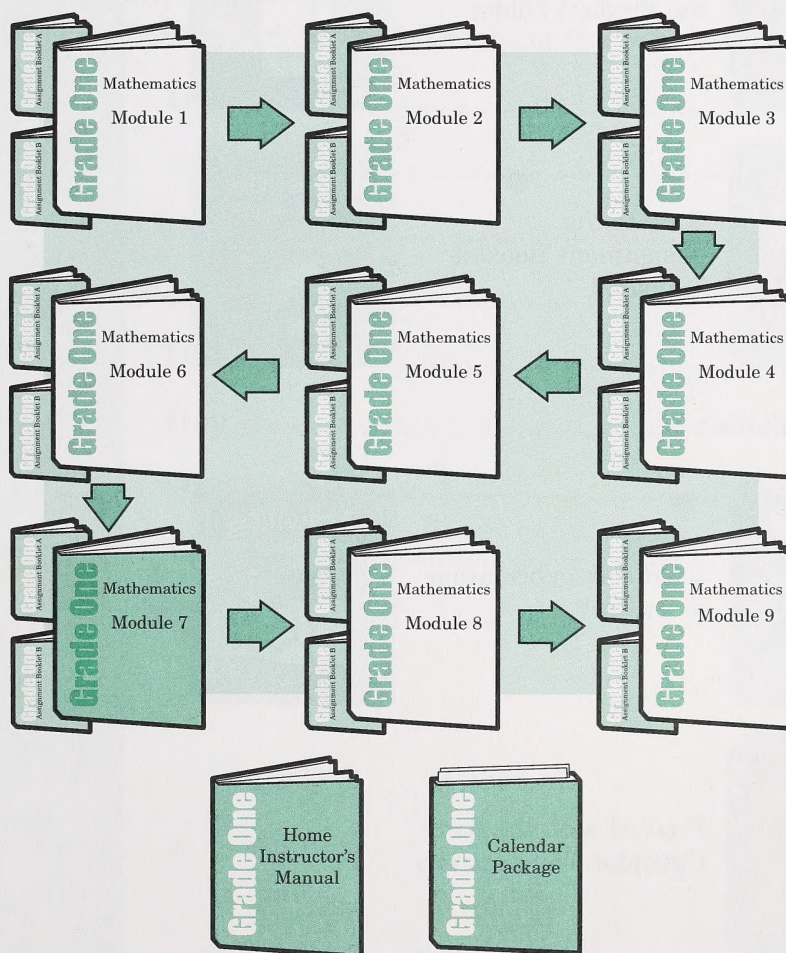 Grade One
Assignment Booklet A
Grade One
Assignment Booklet B
Grade One
Mathematics
Module 1
Grade One
Assignment Booklet A
Grade One
Assignment Booklet B
Grade One
Mathematics
Module 2
Grade One
Assignment Booklet A
Grade One
Assignment Booklet B
Grade One
Mathematics
Module 3
Grade One
Assignment Booklet A
Grade One
Assignment Booklet B
Grade One
Mathematics
Module 4
Grade One
Assignment Booklet A
Grade One
Assignment Booklet B
Grade One
Mathematics
Module 5
Grade One
Assignment Booklet A
Grade One
Assignment Booklet B
Grade One
Mathematics
Module 6
Grade One
Assignment Booklet A
Grade One
Assignment Booklet B
Grade One
Mathematics
Module 7
Grade One
Assignment Booklet A
Grade One
Assignment Booklet B
Grade One
Mathematics
Module 8
Grade One
Assignment Booklet A
Grade One
Assignment Booklet B
Grade One
Mathematics
Module 9
Grade One
Home
Instructor's
Manual
Grade One
Calendar
Package